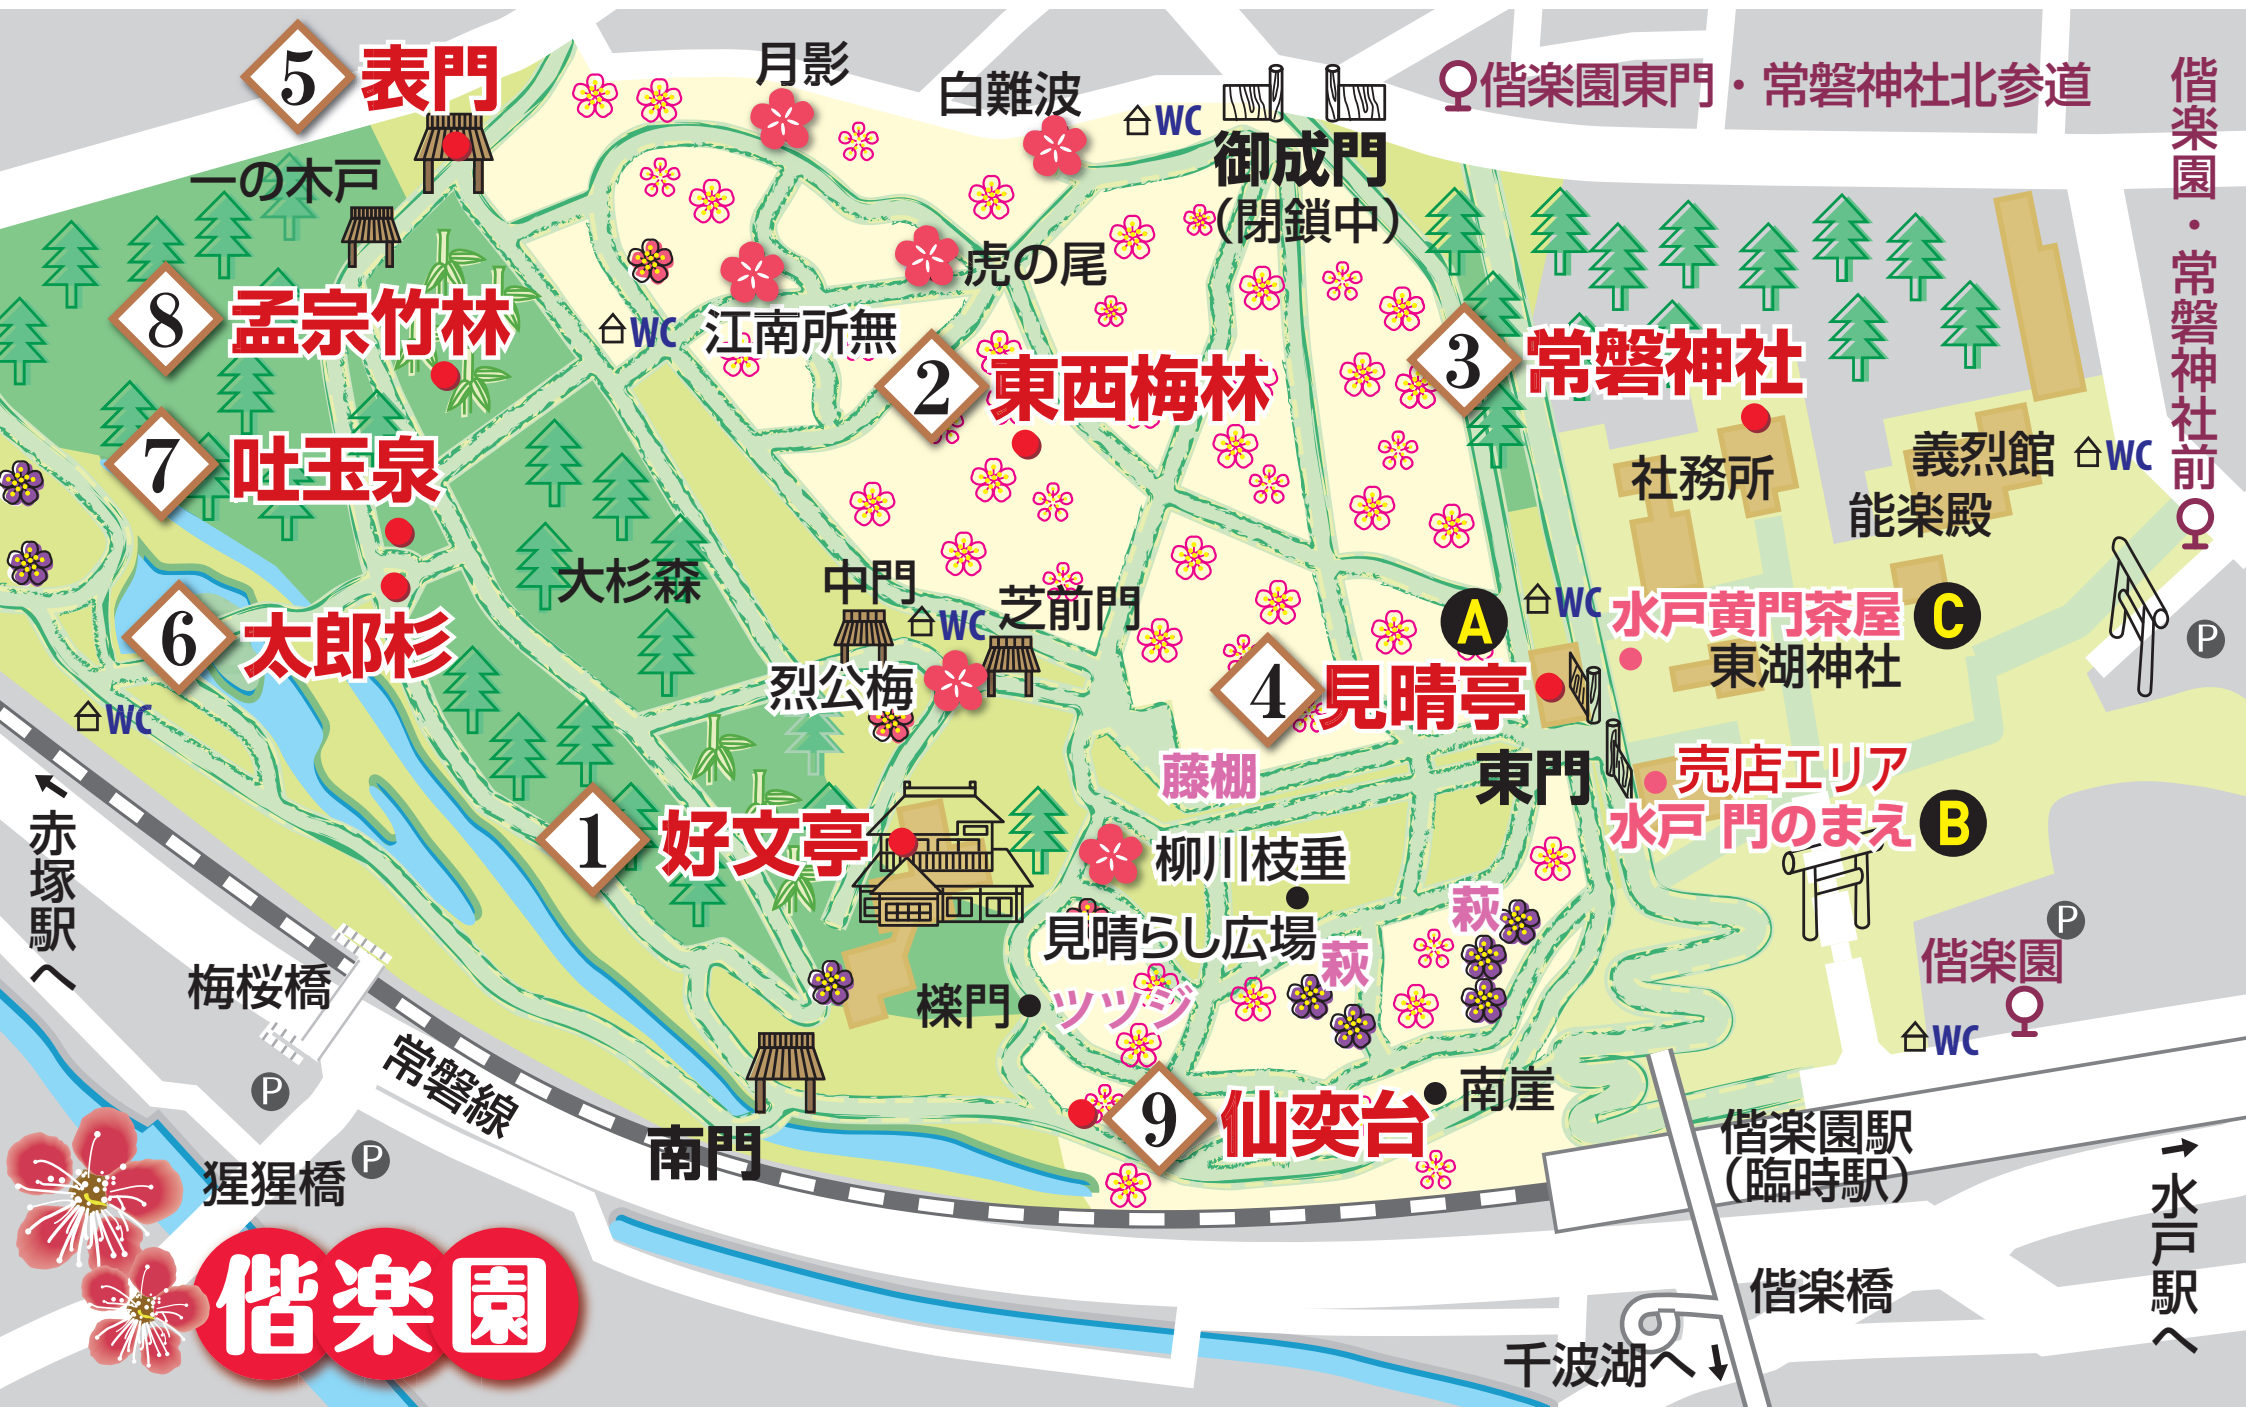 5 表門
月影
白難波
WC
偕楽園東門・常磐神社北参道
偕楽園・常磐神社前
御成門
(閉鎖中)
一の木戸
虎の尾
8 孟宗竹林
WC
江南所無
2 東西梅林
3 常磐神社
7 吐玉泉
社務所
義烈館
WC
能楽殿
大杉森
中門
WC
芝前門
A
WC
水戸黄門茶屋 C
東湖神社
6 太郎杉
烈公梅
4 見晴亭
WC
P
藤棚
東門
売店エリア
水戸 門のまえ B
1 好文亭
柳川枝垂
見晴らし広場
萩
萩
赤塚駅へ
梅桜橋
櫟門
ツツジ
P
偕楽園
WC
常磐線
P
南門
9 仙奕台
南崖
偕楽園駅
(臨時駅)
P
猩猩橋
水戸駅へ
偕楽園
偕楽橋
千波湖へ